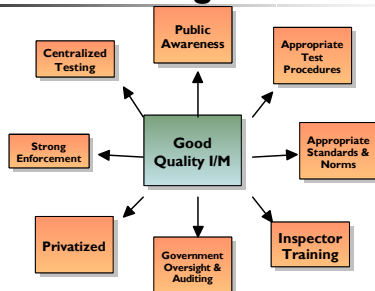 Public
Awareness
Centralized
Testing
Appropriate
Test
Procedures
Strong
Enforcement
Good
Quality I/M
Appropriate
Standards &
Norms
Privatized
Government
Oversight &
Auditing
Inspector
Training